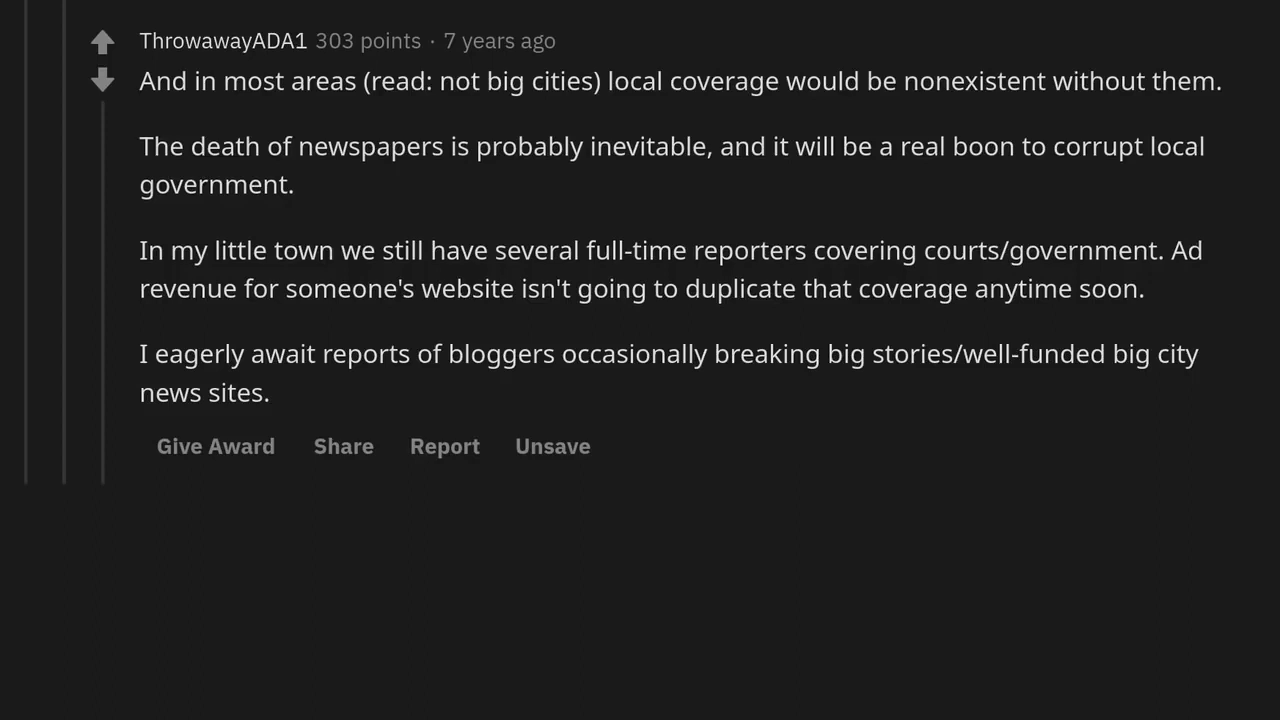 ThrowawayADA1 303 points · 7 years ago
And in most areas (read: not big cities) local coverage would be nonexistent without them.
The death of newspapers is probably inevitable, and it will be a real boon to corrupt local
government.
In my little town we still have several full-time reporters covering courts/government. Ad
revenue for someone's website isn't going to duplicate that coverage anytime soon.
I eagerly await reports of bloggers occasionally breaking big stories/well-funded big city
news sites.
Give Award Share Report Unsave